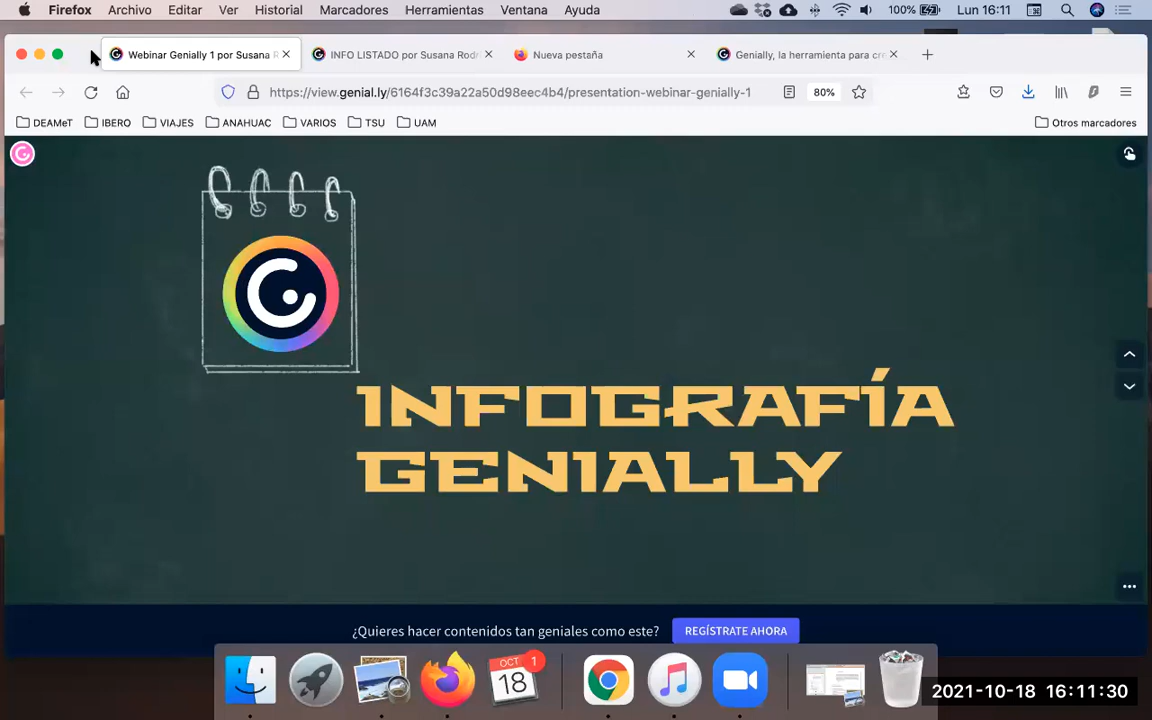 Firefox Archivo Editar Ver Historial Marcadores Herramientas Ventana Ayuda 100% Lun 16:11
Webinar Genially 1 por Susana R
INFO LISTADO por Susana Rodr
Nueva pestaña
Genially, la herramienta para cre
https://view.genial.ly/6164f3c39a22a50d98eec4b4/presentation-webinar-genially-1 80%
DEAMeT IBERO VIAJES ANAHUAC VARIOS TSU UAM Otros marcadores
INFOGRAFÍA
GENIALLY
¿Quieres hacer contenidos tan geniales como este? REGÍSTRATE AHORA
OCT 1
18
2021-10-18 16:11:30